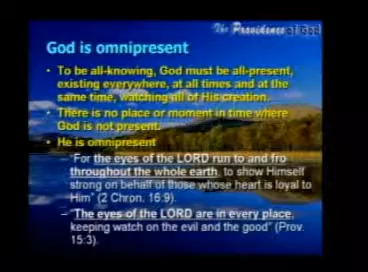 The Providence of God
God is omnipresent
• To be all-knowing, God must be all-present,
existing everywhere, at all times and at the
same time, watching all of His creation.
• There is no place or moment in time where
God is not present.
• He is omnipresent
– "For the eyes of the LORD run to and fro
throughout the whole earth, to show Himself
strong on behalf of those whose heart is loyal to
Him" (2 Chron. 16:9).
– "The eyes of the LORD are in every place,
keeping watch on the evil and the good" (Prov.
15:3).